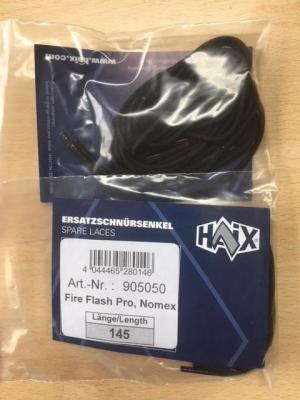 www.haix.com
ERSATZSCHNÜRSENKEL
SPARE LACES
HAIX
4 044465 280146
Art.-Nr. : 905050
Fire Flash Pro, Nomex
Länge/Length
145